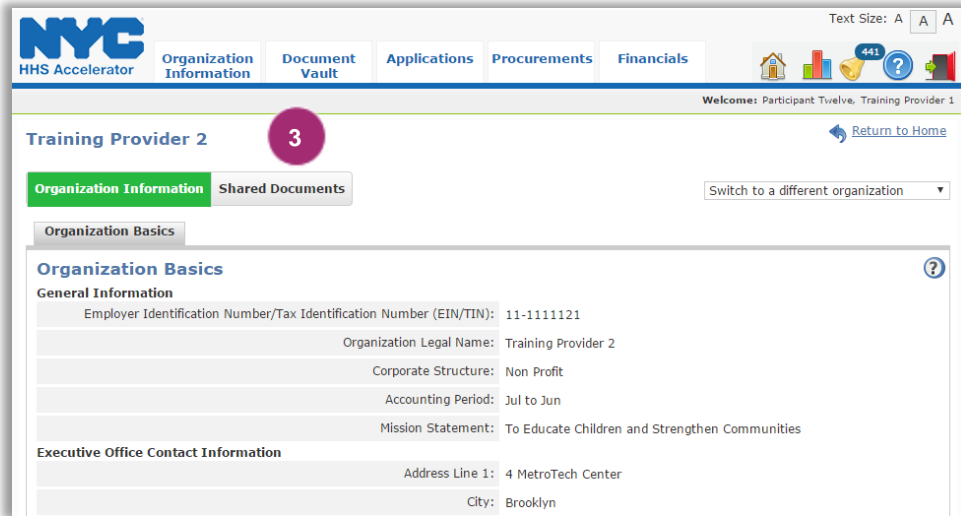 Text Size: A A A
NYC
HHS Accelerator
Organization Information
Document Vault
Applications
Procurements
Financials
441
?
Welcome: Participant Twelve, Training Provider 1
Training Provider 2
3
Return to Home
Organization Information
Shared Documents
Switch to a different organization
Organization Basics
Organization Basics
?
General Information
Employer Identification Number/Tax Identification Number (EIN/TIN): 11-1111121
Organization Legal Name: Training Provider 2
Corporate Structure: Non Profit
Accounting Period: Jul to Jun
Mission Statement: To Educate Children and Strengthen Communities
Executive Office Contact Information
Address Line 1: 4 MetroTech Center
City: Brooklyn